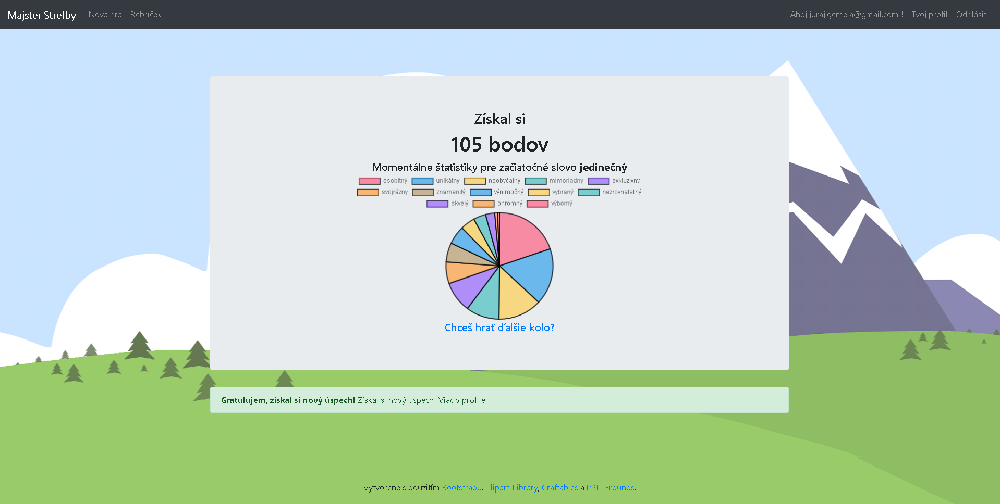 Majster Streľby Nová hra Rebríček Ahoj juraj.gemela@gmail.com ! Tvoj profil Odhlásiť
Získal si
105 bodov
Momentálne štatistiky pre začiatočné slovo jedinečný
osobitný unikátny neobyčajný mimoriadny exkluzívny
svojrázny znamenitý výnimočný vybraný nezrovnateľný
skvelý ohromný výborný
Chceš hrať ďalšie kolo?
Gratulujem, získal si nový úspech! Získal si nový úspech! Viac v profile.
Vytvorené s použitím Bootstrapu, Clipart-Library, Craftables a PPT-Grounds.